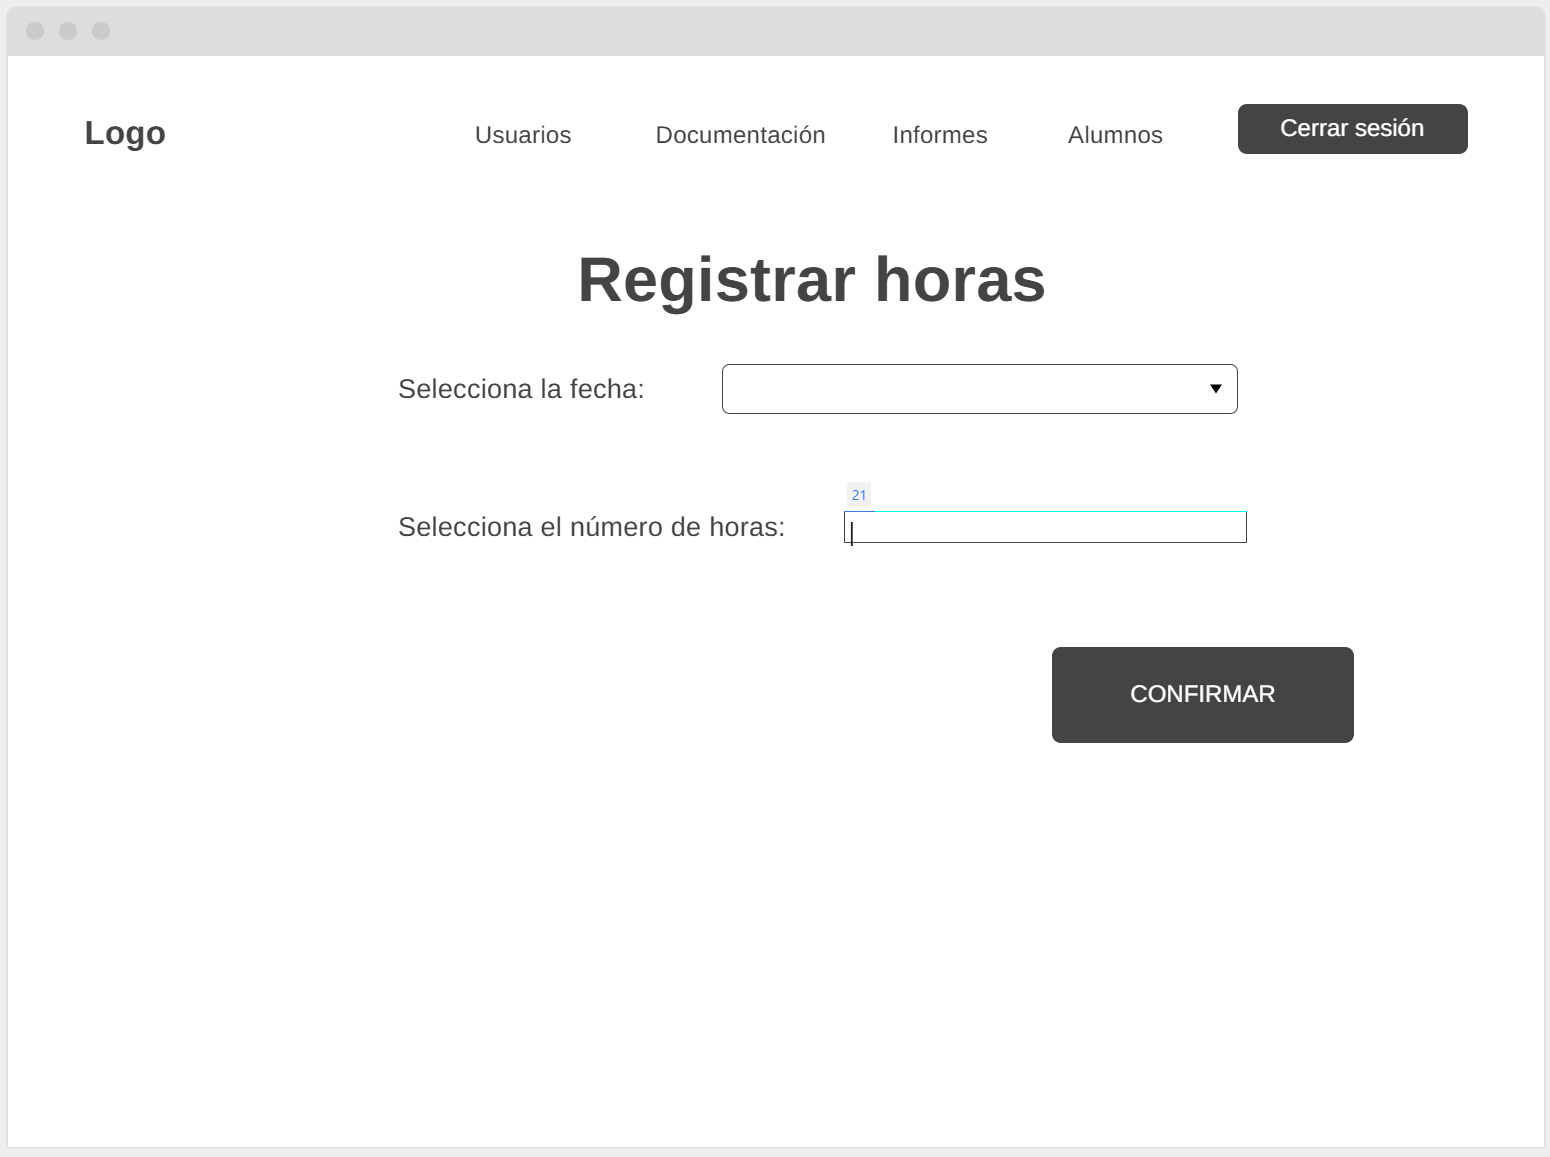 Logo
Usuarios
Documentación
Informes
Alumnos
Cerrar sesión
Registrar horas
Selecciona la fecha:
21
Selecciona el número de horas:
CONFIRMAR